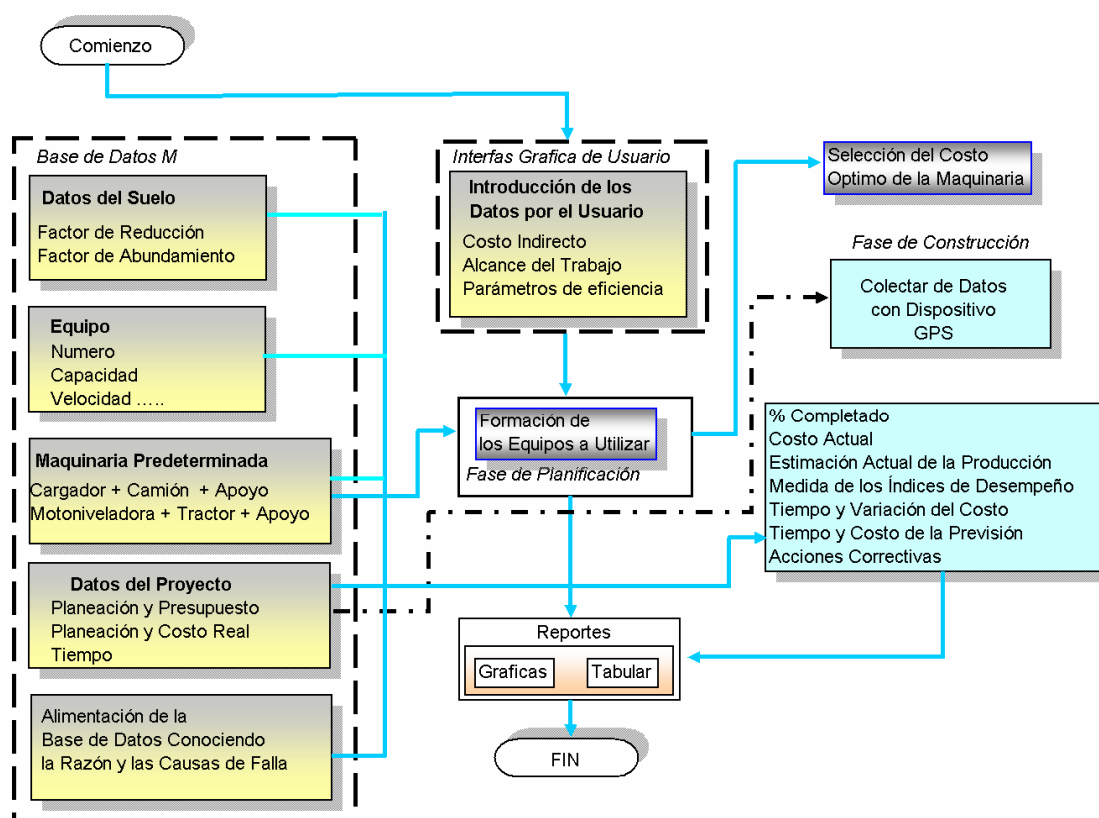 Comienzo
Base de Datos M
Datos del Suelo
Factor de Reducción
Factor de Abundamiento
Equipo
Numero
Capacidad
Velocidad .....
Maquinaria Predeterminada
Cargador + Camión + Apoyo
Motoniveladora + Tractor + Apoyo
Datos del Proyecto
Planeación y Presupuesto
Planeación y Costo Real
Tiempo
Alimentación de la
Base de Datos Conociendo
la Razón y las Causas de Falla
Interfas Grafica de Usuario
Introducción de los
Datos por el Usuario
Costo Indirecto
Alcance del Trabajo
Parámetros de eficiencia
Formación de
los Equipos a Utilizar
Fase de Planificación
Reportes
Graficas
Tabular
FIN
Selección del Costo
Optimo de la Maquinaria
Fase de Construcción
Colectar de Datos
con Dispositivo
GPS
% Completado
Costo Actual
Estimación Actual de la Producción
Medida de los Índices de Desempeño
Tiempo y Variación del Costo
Tiempo y Costo de la Previsión
Acciones Correctivas